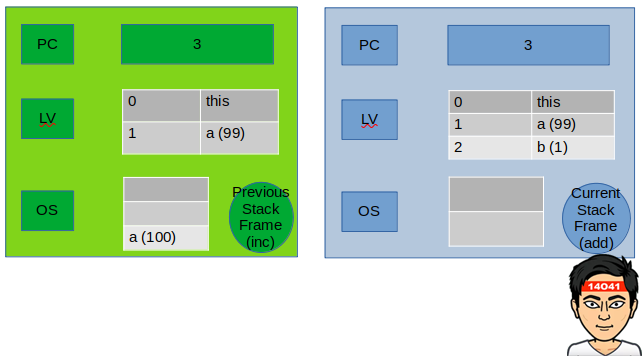 PC
3
LV
0 this
1 a (99)
OS
a (100)
Previous
Stack
Frame
(inc)
PC
3
LV
0 this
1 a (99)
2 b (1)
OS
Current
Stack
Frame
(add)
14041